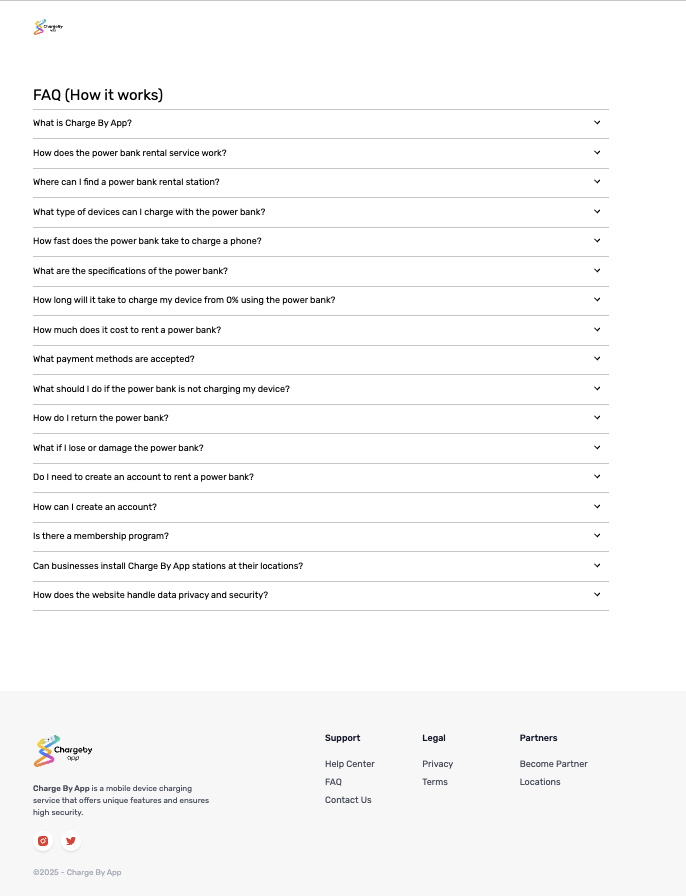 Chargeby
app
FAQ (How it works)
What is Charge By App?
How does the power bank rental service work?
Where can I find a power bank rental station?
What type of devices can I charge with the power bank?
How fast does the power bank take to charge a phone?
What are the specifications of the power bank?
How long will it take to charge my device from 0% using the power bank?
How much does it cost to rent a power bank?
What payment methods are accepted?
What should I do if the power bank is not charging my device?
How do I return the power bank?
What if I lose or damage the power bank?
Do I need to create an account to rent a power bank?
How can I create an account?
Is there a membership program?
Can businesses install Charge By App stations at their locations?
How does the website handle data privacy and security?
Chargeby
app
Charge By App is a mobile device charging
service that offers unique features and ensures
high security.
Support
Help Center
FAQ
Contact Us
Legal
Privacy
Terms
Partners
Become Partner
Locations
©2025 - Charge By App